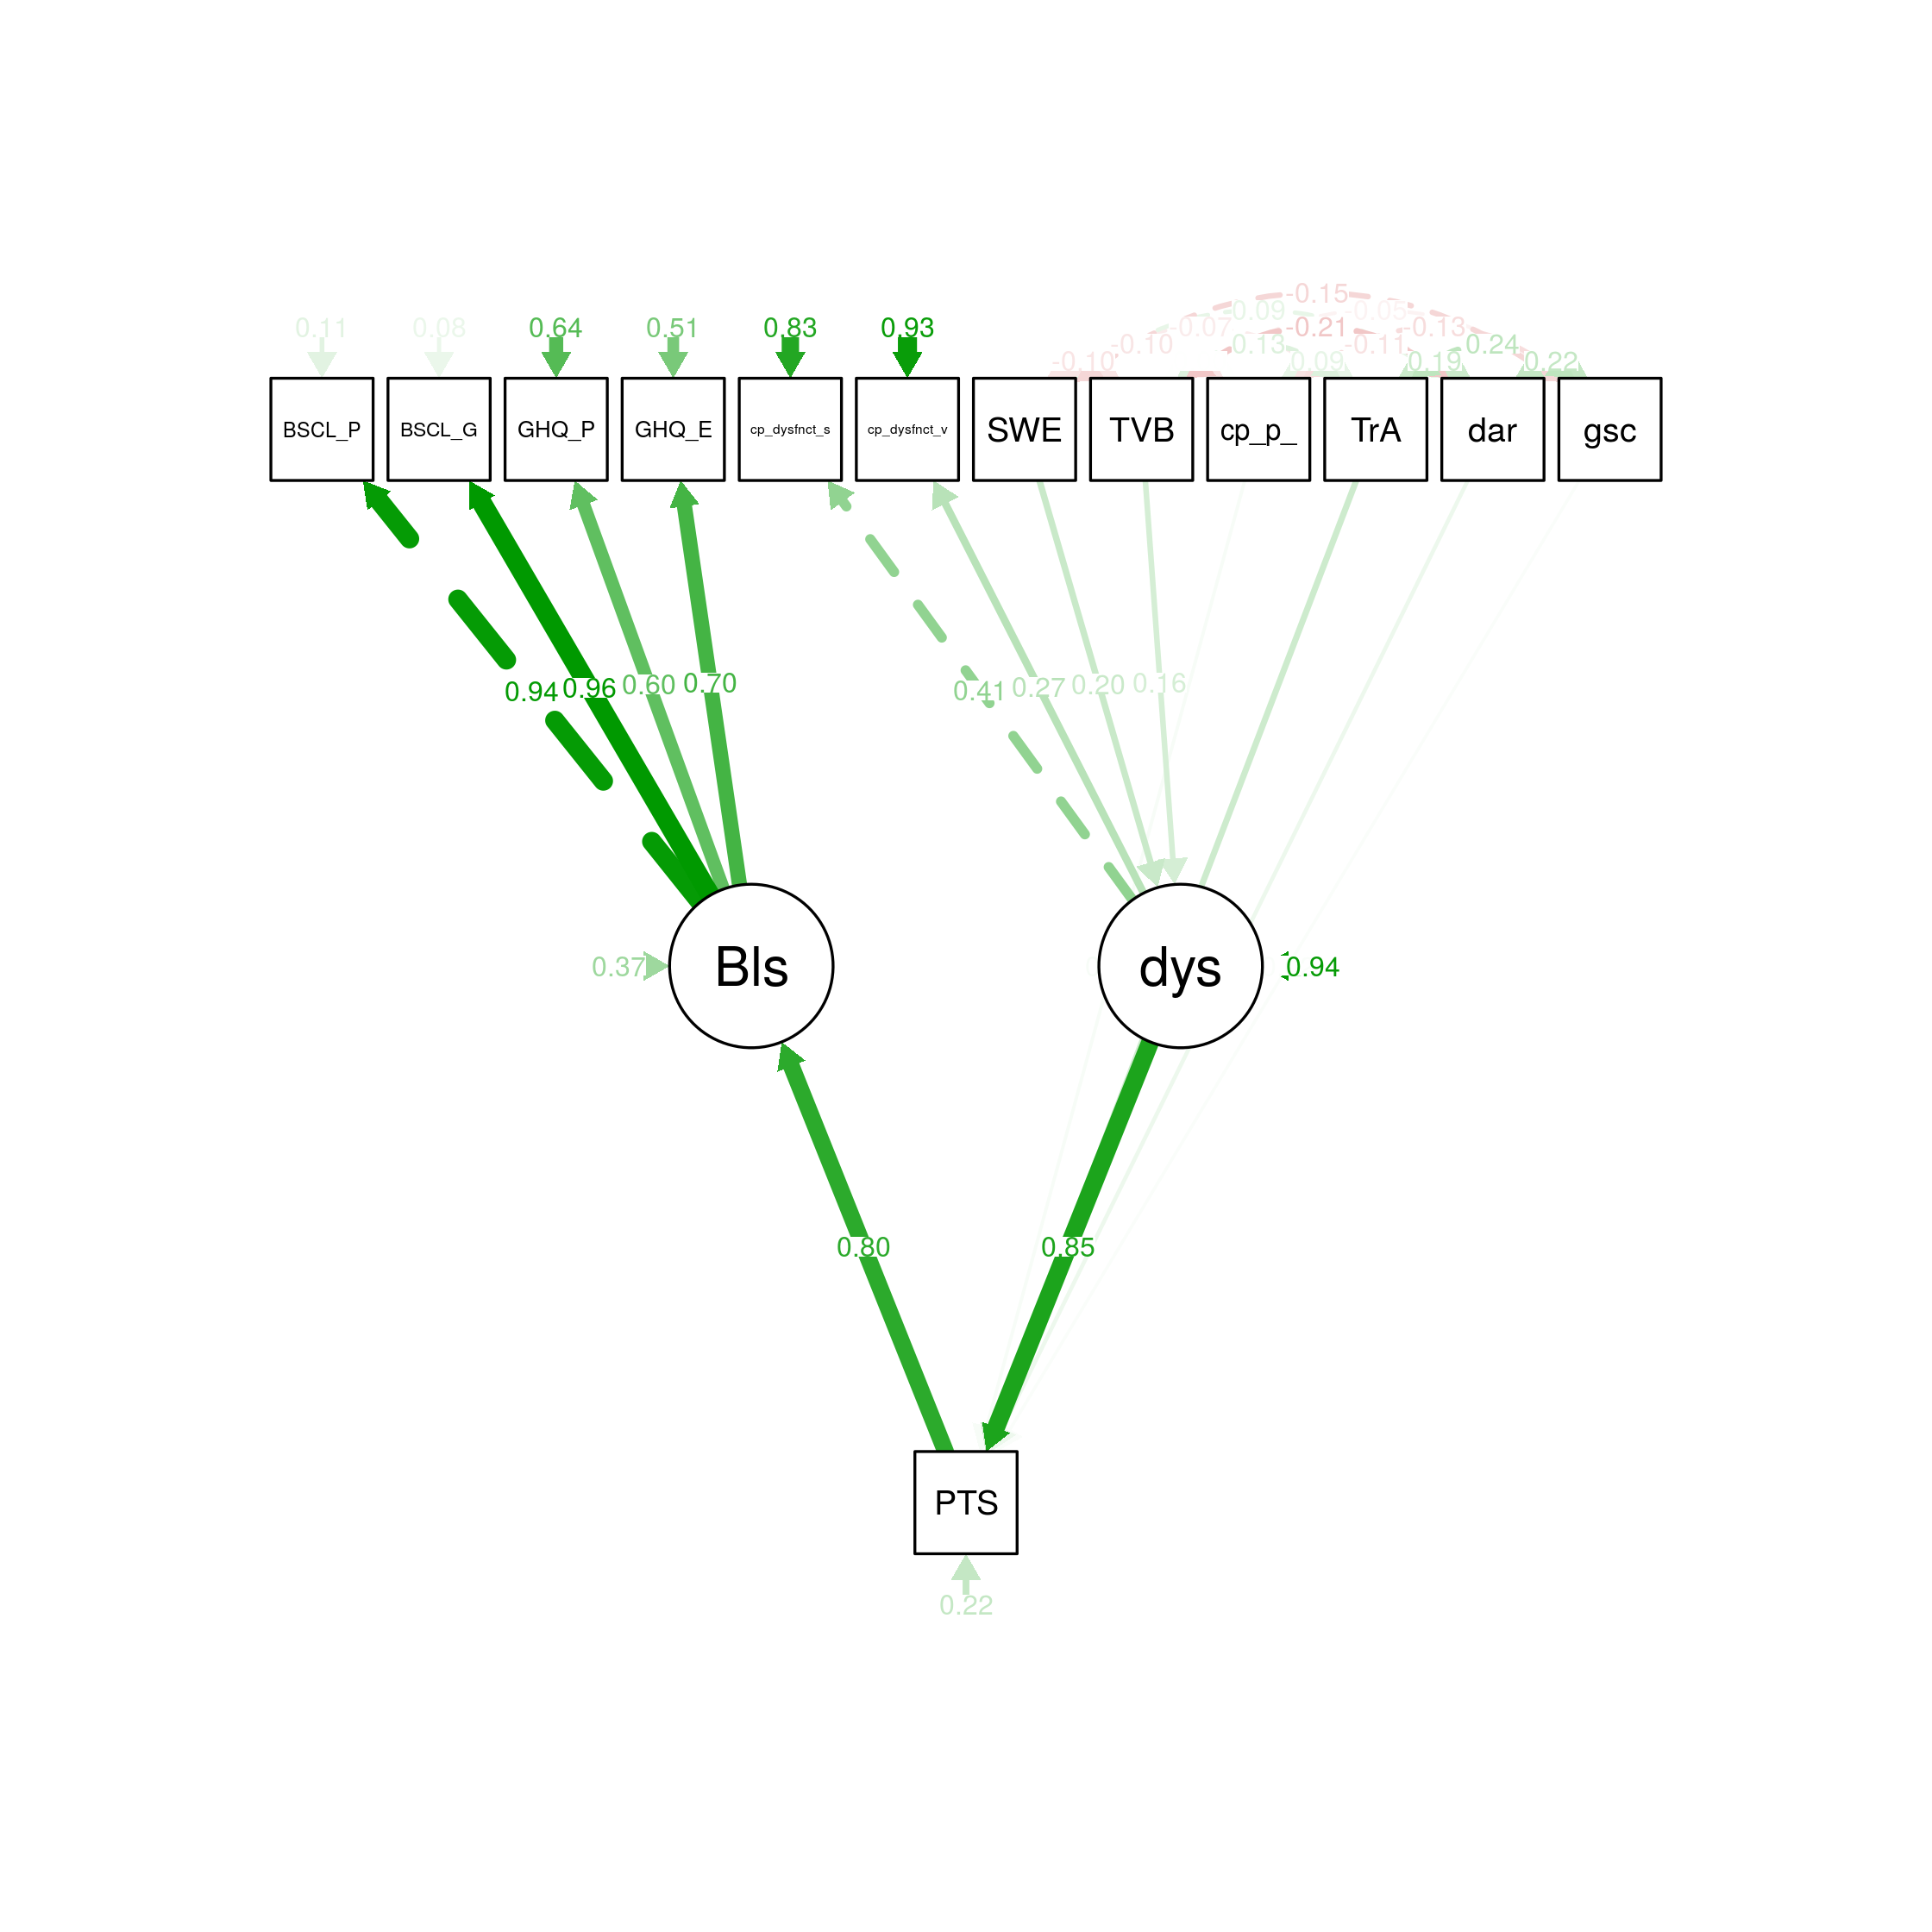 -0.15
0.09 -0.05
0.11 0.08 0.64 0.51 0.83 0.93 -0.07 -0.21 -0.13
-0.10 0.13 -0.11 0.24
-0.10 0.09 0.19 0.22
BSCL_P BSCL_G GHQ_P GHQ_E cp_dysfnct_s cp_dysfnct_v SWE TVB cp_p_ TrA dar gsc
0.94 0.96 0.60 0.70 0.41 0.27 0.20 0.16
0.37 Bls dys 0.94
0.80 0.85
PTS
0.22